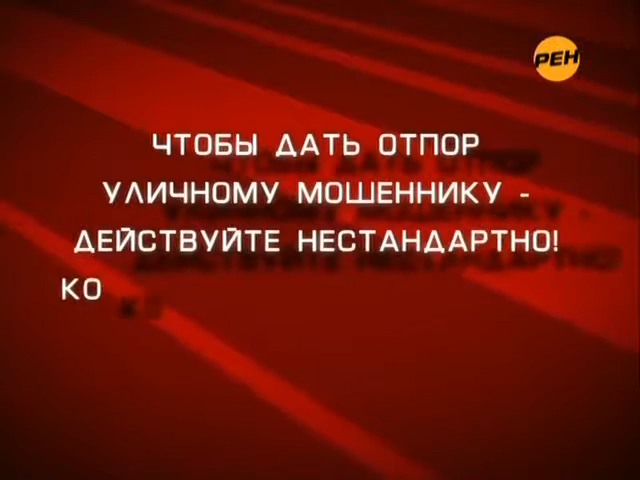 РЕН
ЧТОБЫ ДАТЬ ОТПОР
УЛИЧНОМУ МОШЕННИКУ -
ДЕЙСТВУЙТЕ НЕСТАНДАРТНО!
КО